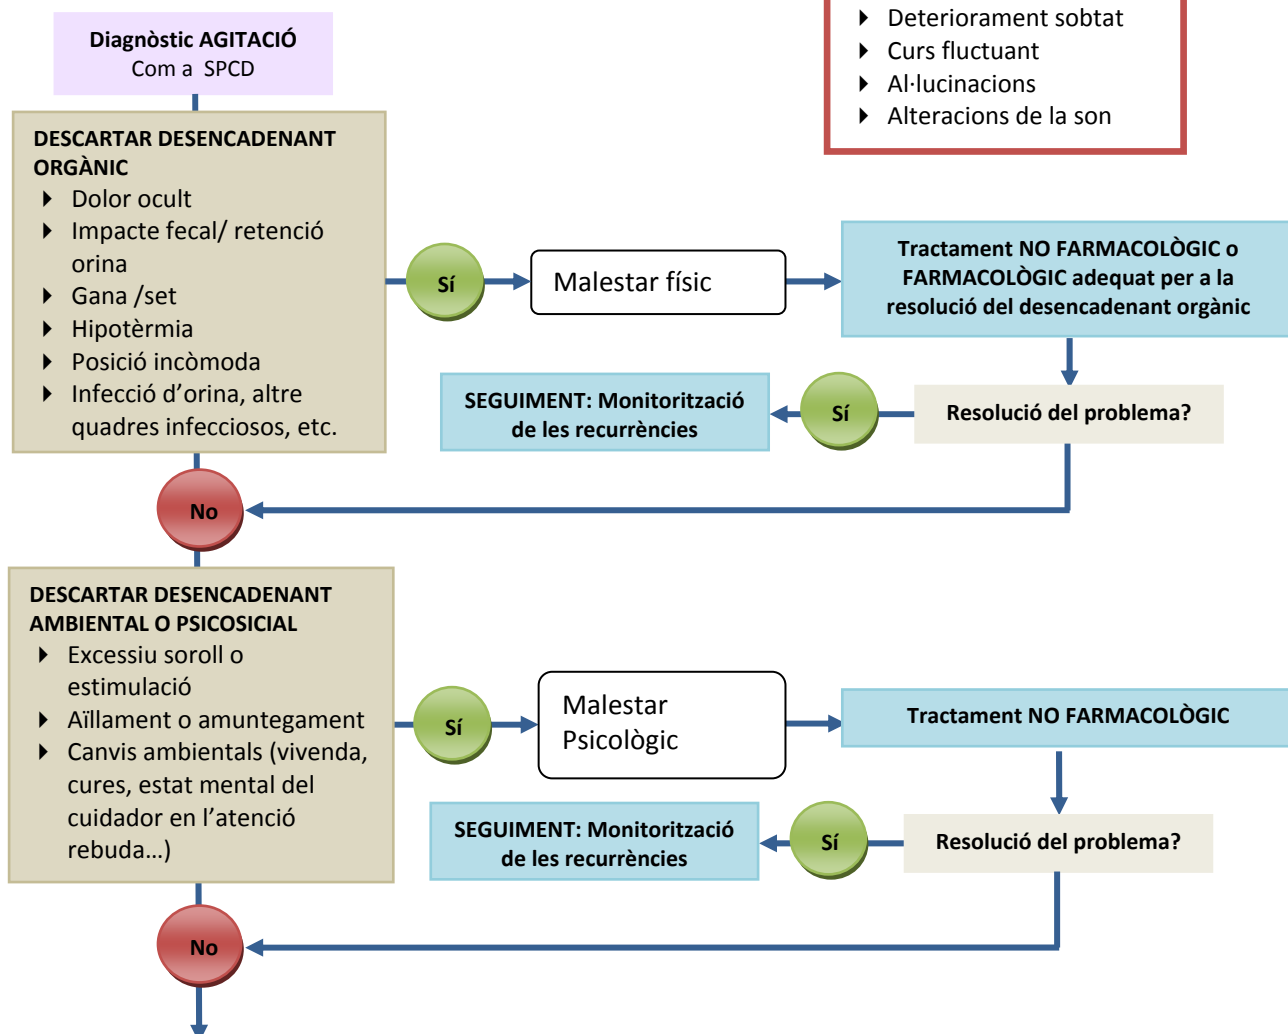 Deteriorament sobtat
Curs fluctuant
Al·lucinacions
Alteracions de la son
Diagnòstic AGITACIÓ
Com a SPCD
DESCARTAR DESENCADENANT
ORGÀNIC
Dolor ocult
Impacte fecal/ retenció
orina
Gana /set
Hipotèrmia
Posició incòmoda
Infecció d'orina, altre
quadres infecciosos, etc.
Sí
Malestar físic
Tractament NO FARMACOLÒGIC o
FARMACOLÒGIC adequat per a la
resolució del desencadenant orgànic
SEGUIMENT: Monitorització
de les recurrències
Sí
Resolució del problema?
No
DESCARTAR DESENCADENANT
AMBIENTAL O PSICOSICIAL
Excessiu soroll o
estimulació
Aïllament o amuntegament
Canvis ambientals (vivenda,
cures, estat mental del
cuidador en l'atenció
rebuda…)
Sí
Malestar
Psicològic
Tractament NO FARMACOLÒGIC
SEGUIMENT: Monitorització
de les recurrències
Sí
Resolució del problema?
No